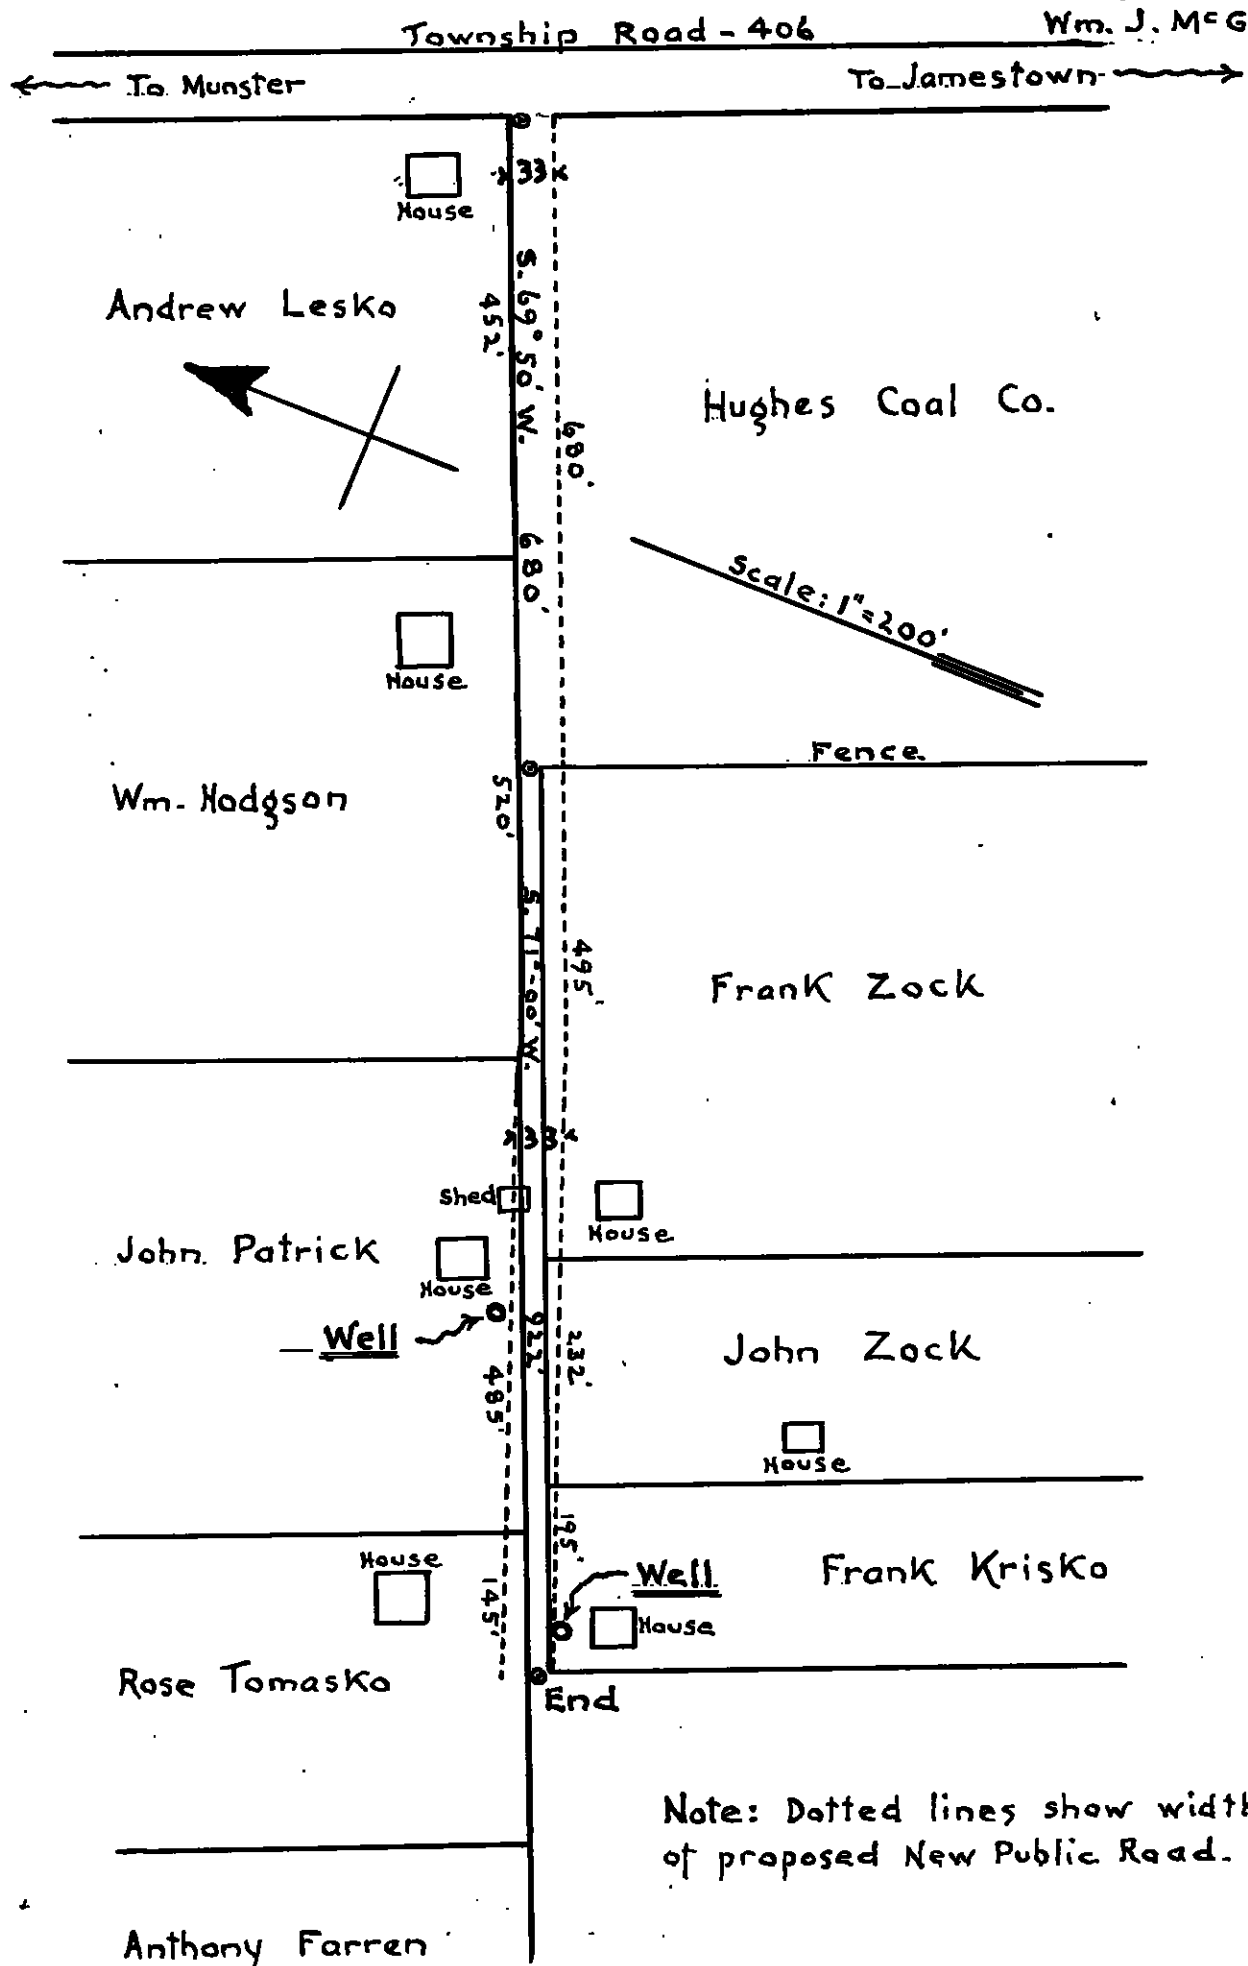 Township Road - 406
Wm. J. McG
To Munster
To Jamestown
33
House
S. 69° 50' W.
452'
Andrew Lesko
Hughes Coal Co.
680'
680'
Scale: 1"=200'
House
Fence
Wm. Hodgson
520'
S. 71°-00' W.
495'
Frank Zock
33
Shed
House
John Patrick
House
Well
922'
232'
485'
John Zock
House
195'
House
Well
Frank Krisko
145'
House
Rose Tomasko
End
Note: Dotted lines show width
of proposed New Public Road.
Anthony Farren